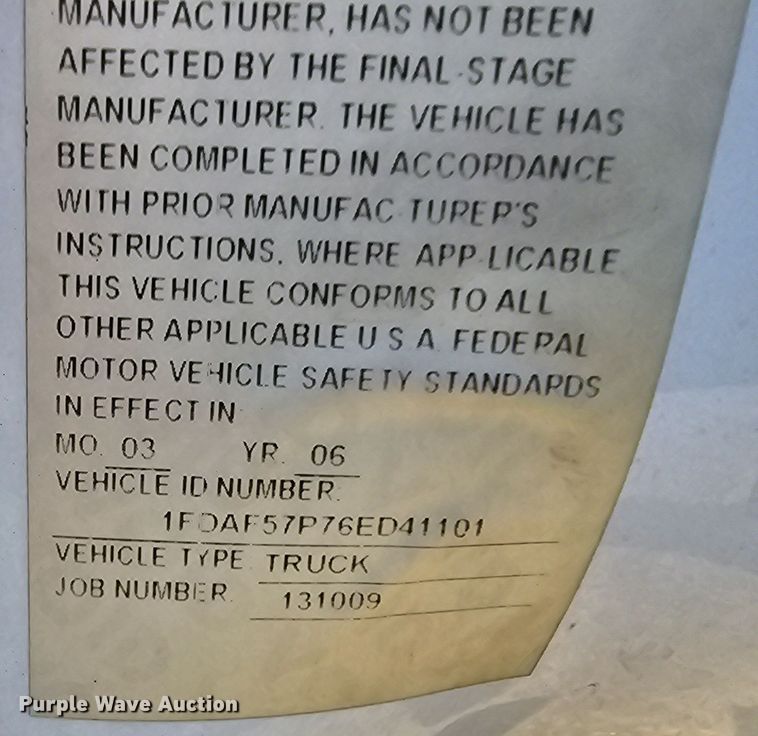 MANUFACTURER, HAS NOT BEEN
AFFECTED BY THE FINAL-STAGE
MANUFACTURER. THE VEHICLE HAS
BEEN COMPLETED IN ACCORDANCE
WITH PRIOR MANUFACTURER'S
INSTRUCTIONS, WHERE APPLICABLE
THIS VEHICLE CONFORMS TO ALL
OTHER APPLICABLE U S A FEDERAL
MOTOR VEHICLE SAFETY STANDARDS
IN EFFECT IN
MO. 03 YR. 06
VEHICLE ID NUMBER.
1FDAF57P76ED41101
VEHICLE TYPE TRUCK
JOB NUMBER 131009
Purple Wave Auction